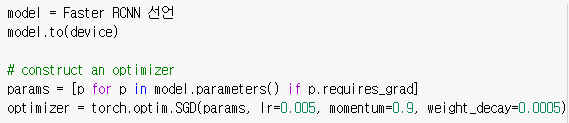 model = Faster RCNN 선언
model.to(device)
# construct an optimizer
params = [p for p in model.parameters() if p.requires_grad]
optimizer = torch.optim.SGD(params, lr=0.005, momentum=0.9, weight_decay=0.0005)